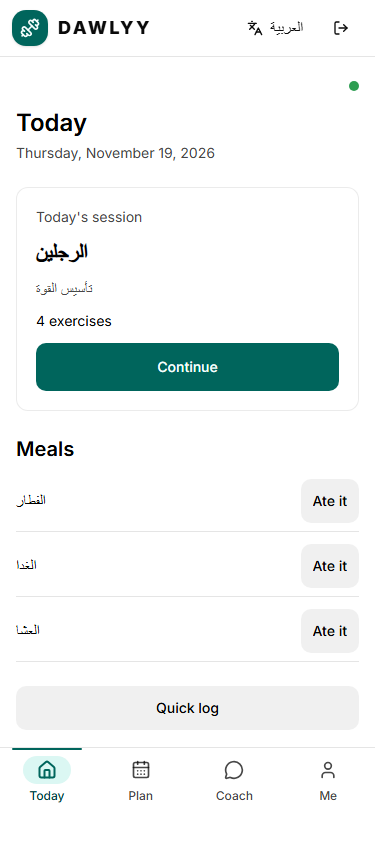 DAWLYY
العربية
Today
Thursday, November 19, 2026
Today's session
الرجلين
تأسيس القوة
4 exercises
Continue
Meals
الفطار
Ate it
الغدا
Ate it
العشا
Ate it
Quick log
Today
Plan
Coach
Me